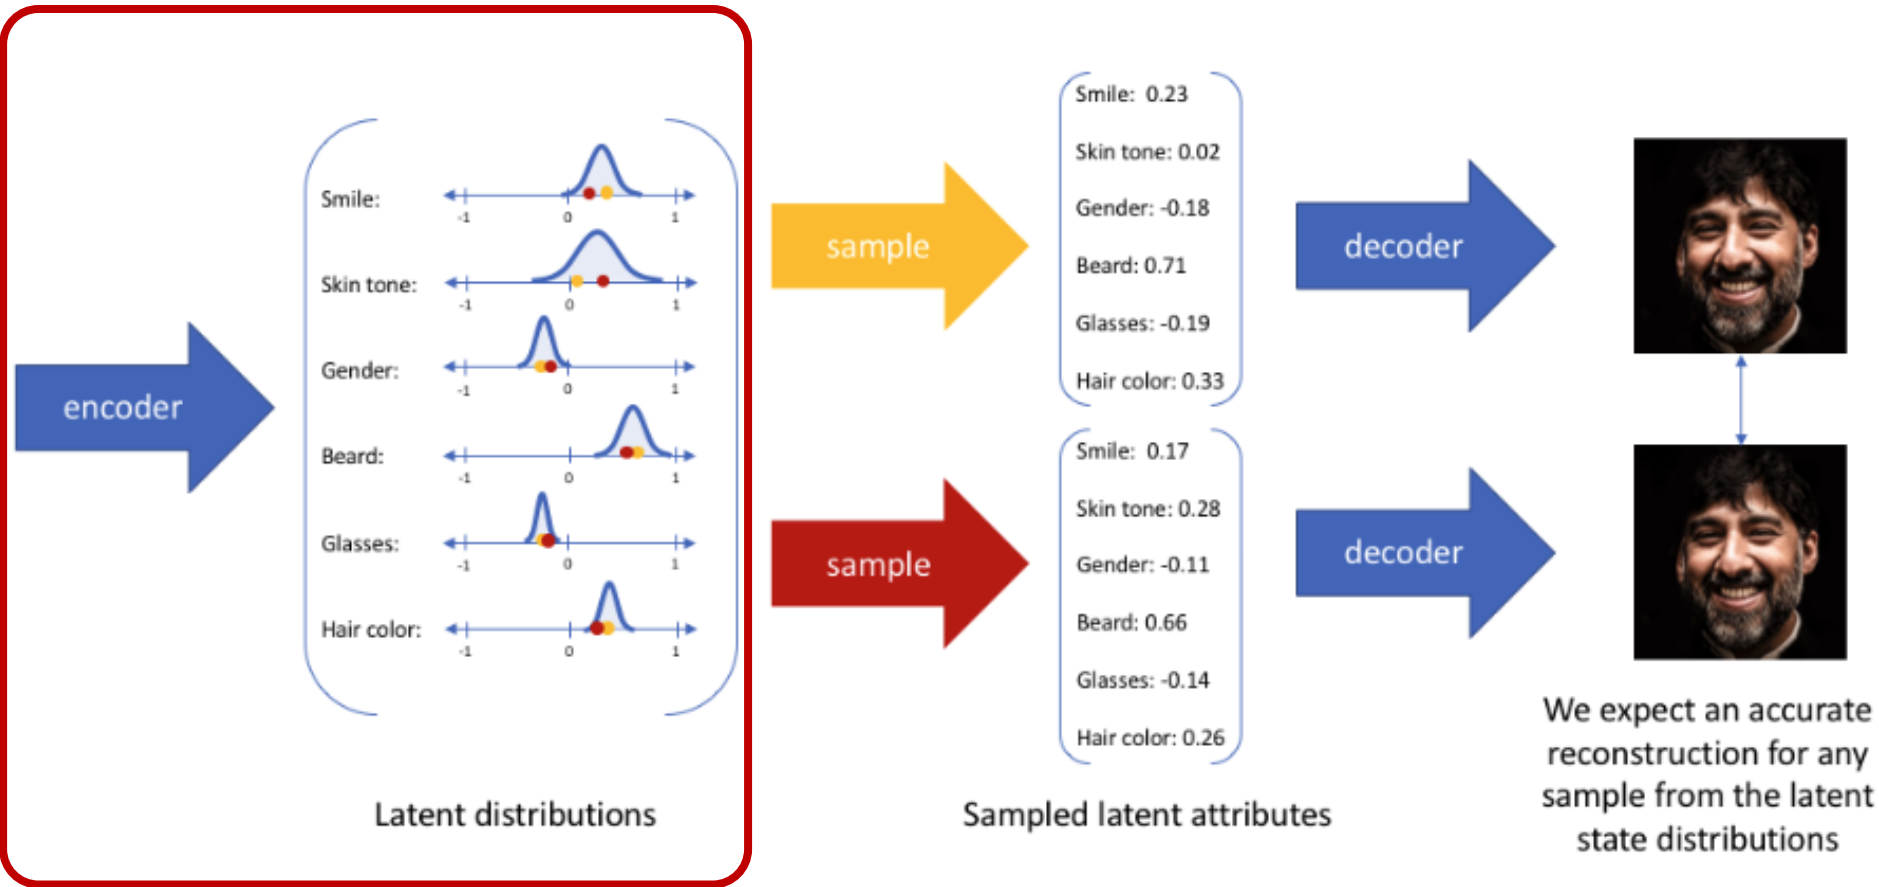 encoder
Smile:
-1 0 1
Skin tone:
-1 0 1
Gender:
-1 0 1
Beard:
-1 0 1
Glasses:
-1 0 1
Hair color:
-1 0 1
Latent distributions
sample
sample
Smile: 0.23
Skin tone: 0.02
Gender: -0.18
Beard: 0.71
Glasses: -0.19
Hair color: 0.33
Smile: 0.17
Skin tone: 0.28
Gender: -0.11
Beard: 0.66
Glasses: -0.14
Hair color: 0.26
Sampled latent attributes
decoder
decoder
We expect an accurate
reconstruction for any
sample from the latent
state distributions